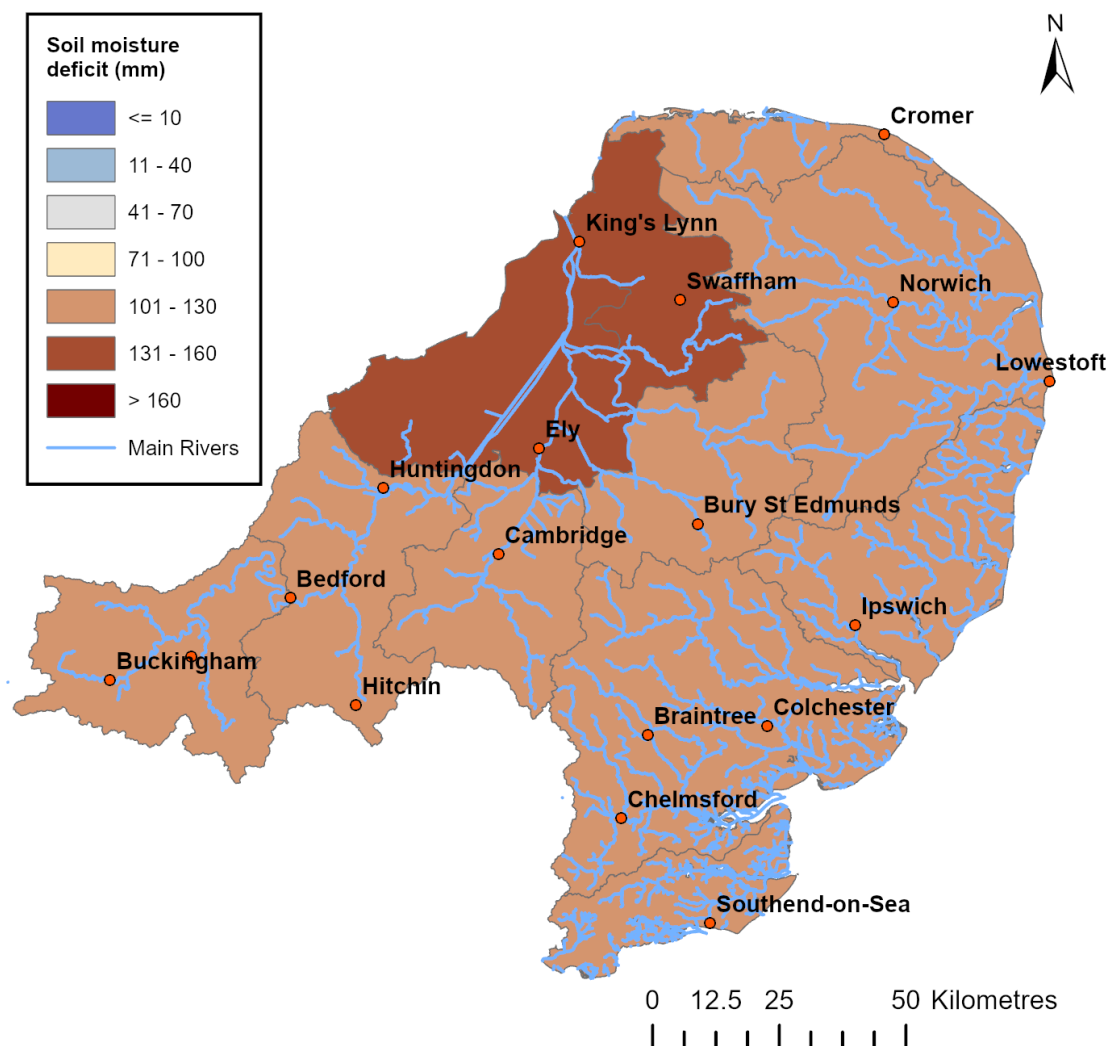 Soil moisture
deficit (mm)
<= 10
11 - 40
41 - 70
71 - 100
101 - 130
131 - 160
> 160
Main Rivers
N
Cromer
King's Lynn
Swaffham
Norwich
Lowestoft
Ely
Huntingdon
Bury St Edmunds
Cambridge
Bedford
Ipswich
Buckingham
Hitchin
Braintree
Colchester
Chelmsford
Southend-on-Sea
0 12.5 25 50 Kilometres